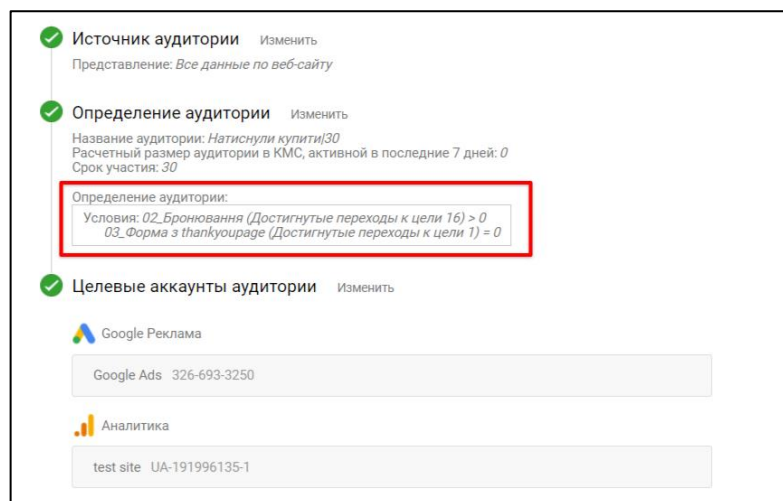 Источник аудитории Изменить
Представление: Все данные по веб-сайту
Определение аудитории Изменить
Название аудитории: Натиснули купити|30
Расчетный размер аудитории в КМС, активной в последние 7 дней: 0
Срок участия: 30
Определение аудитории:
Условия: 02_Бронювання (Достигнутые переходы к цели 16) > 0
03_Форма з thankyoupage (Достигнутые переходы к цели 1) = 0
Целевые аккаунты аудитории Изменить
Google Реклама
Google Ads 326-693-3250
Аналитика
test site UA-191996135-1